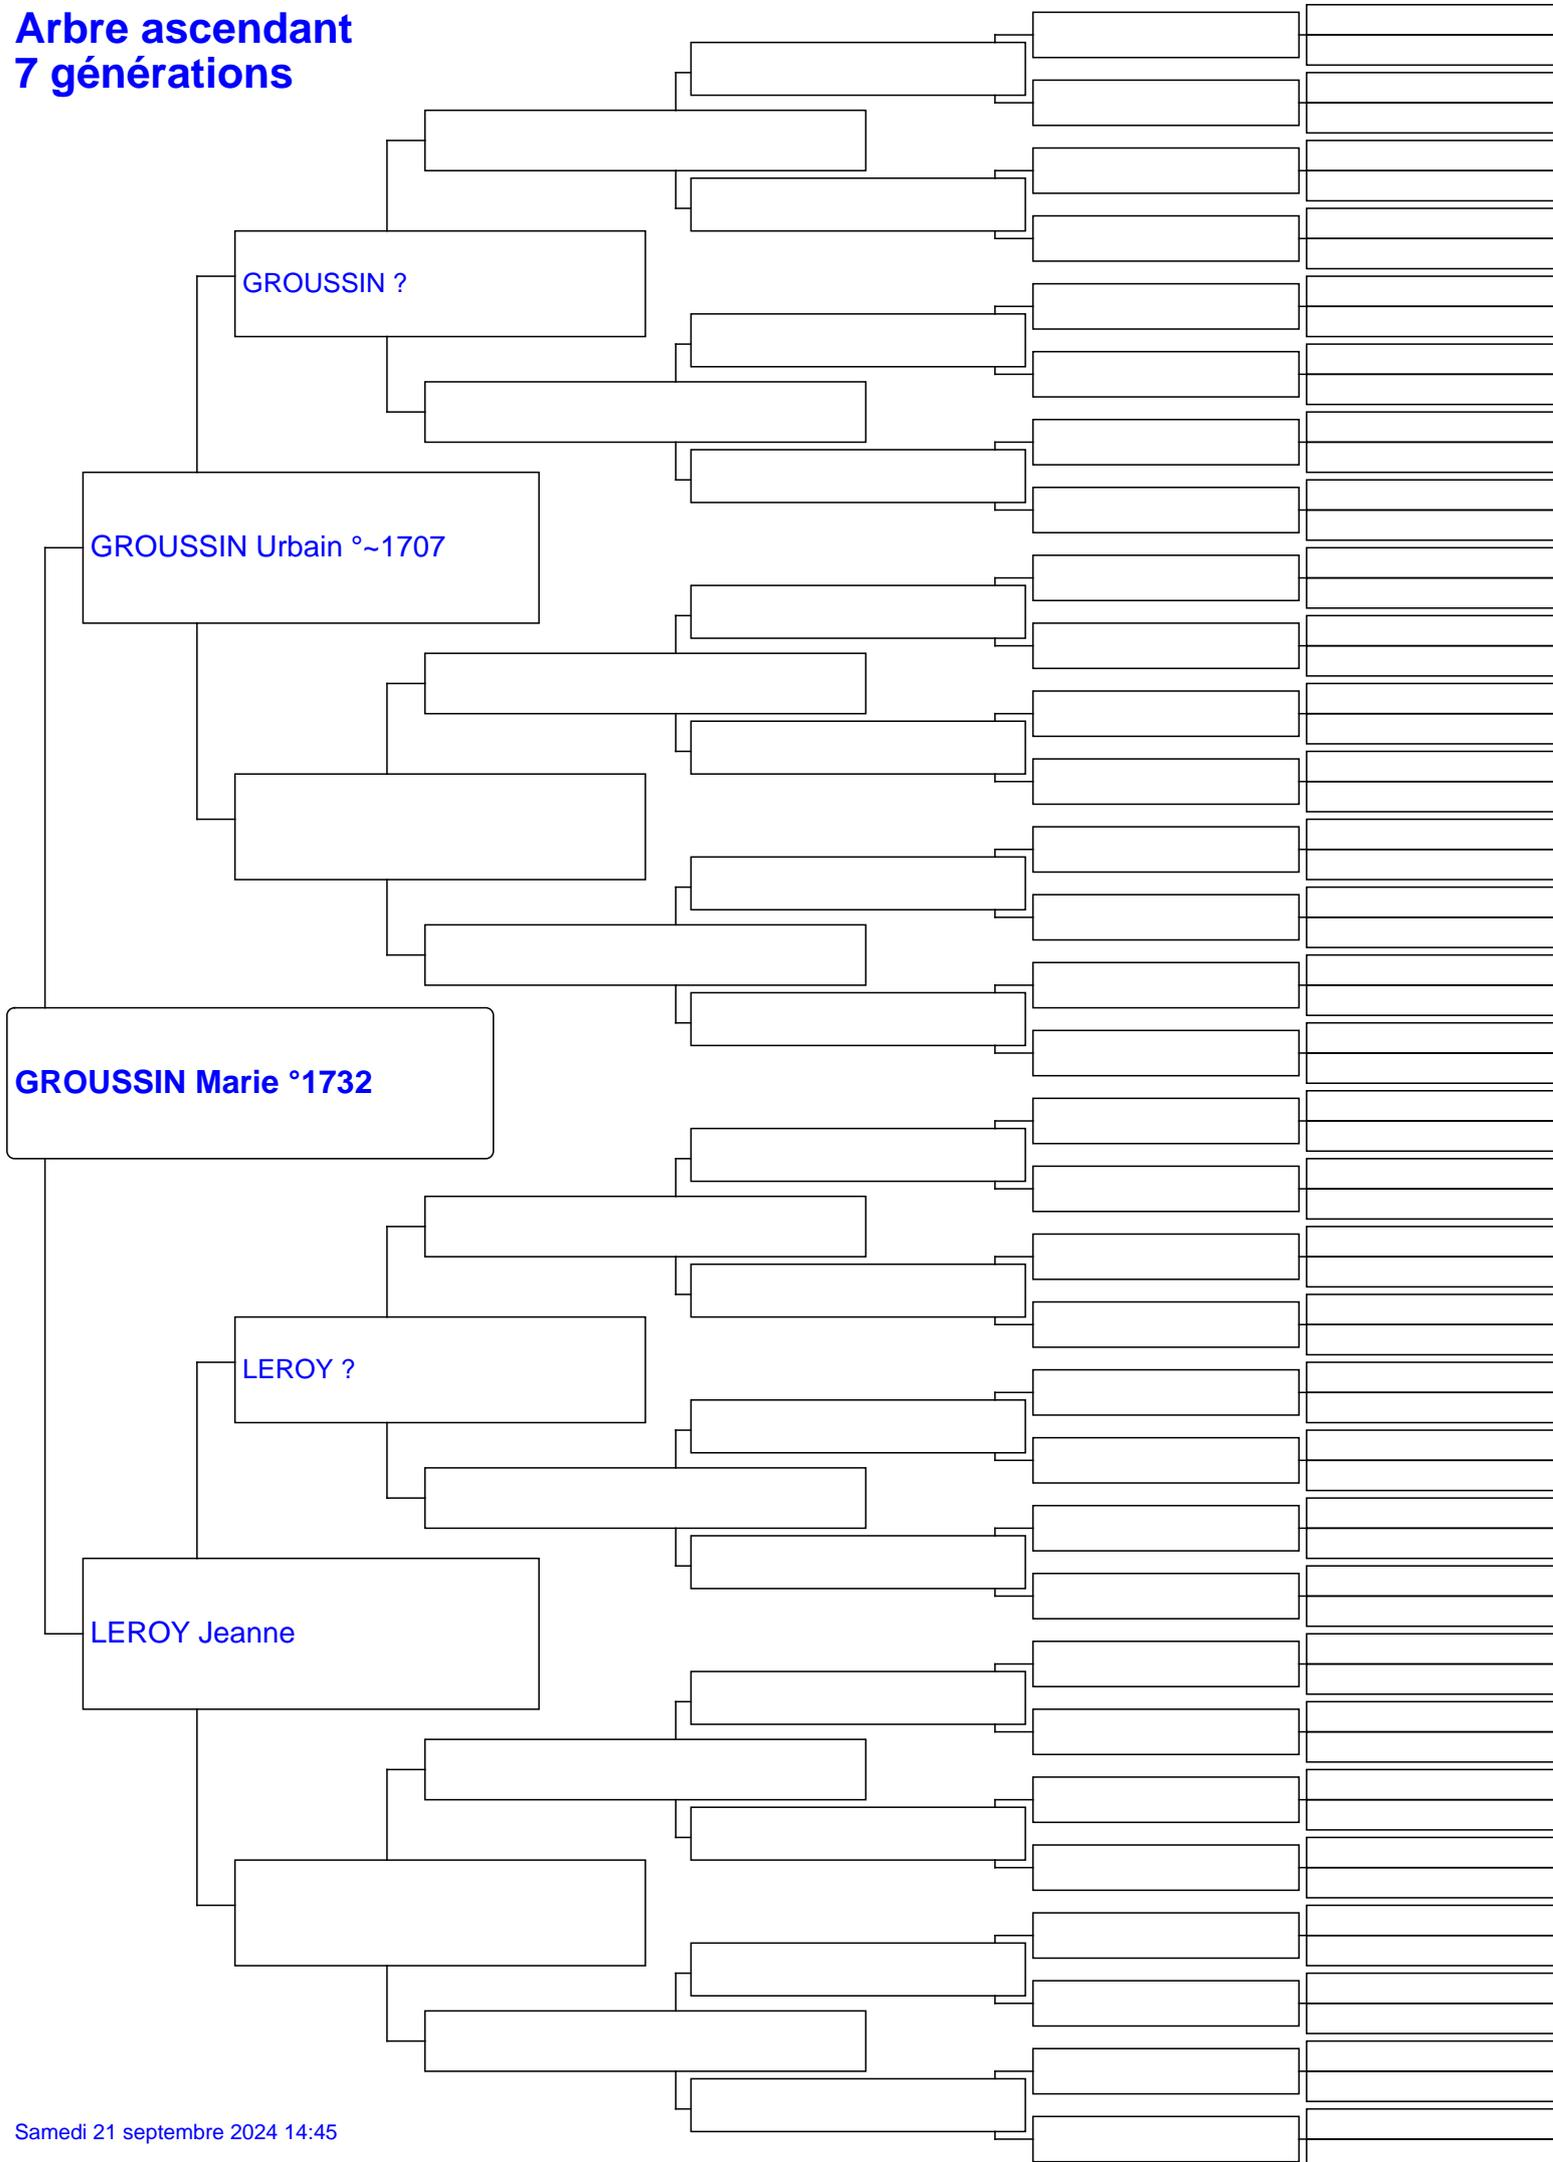 Arbre ascendant
7 générations
GROUSSIN ?
GROUSSIN Urbain °~1707
GROUSSIN Marie °1732
LEROY ?
LEROY Jeanne
Samedi 21 septembre 2024 14:45